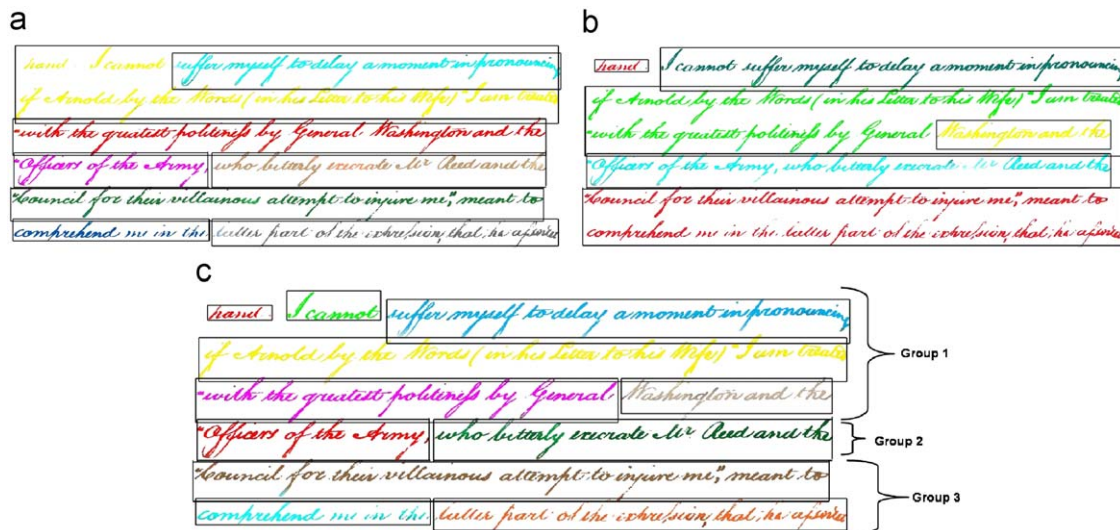 a
hand. I cannot suffer myself to delay a moment in pronouncing
if Arnold by the Words (in his Letter to his Wife) "I am treated
"with the greatest politeness by General Washington and the
"Officers of the Army, who bitterly execrate Mr Reed and the
"Council for their villainous attempt to injure me", meant to
comprehend me in the latter part of the expression, that, he asserted
b
hand. I cannot suffer myself to delay a moment in pronouncing
if Arnold by the Words (in his Letter to his Wife) "I am treated
"with the greatest politeness by General Washington and the
"Officers of the Army, who bitterly execrate Mr Reed and the
"Council for their villainous attempt to injure me", meant to
comprehend me in the latter part of the expression, that, he asserted
c
hand. I cannot suffer myself to delay a moment in pronouncing
if Arnold by the Words (in his Letter to his Wife) "I am treated
"with the greatest politeness by General Washington and the
"Officers of the Army, who bitterly execrate Mr Reed and the
"Council for their villainous attempt to injure me", meant to
comprehend me in the latter part of the expression, that, he asserted
Group 1
Group 2
Group 3